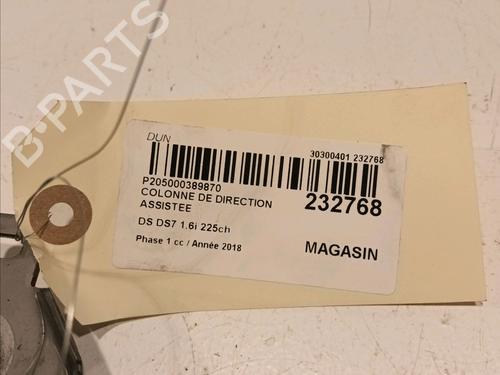 B-PARTS
DUN
30300401 232768
P205000389870
COLONNE DE DIRECTION
ASSISTEE
232768
DS DS7 1.6i 225ch
Phase 1 cc / Année 2018
MAGASIN